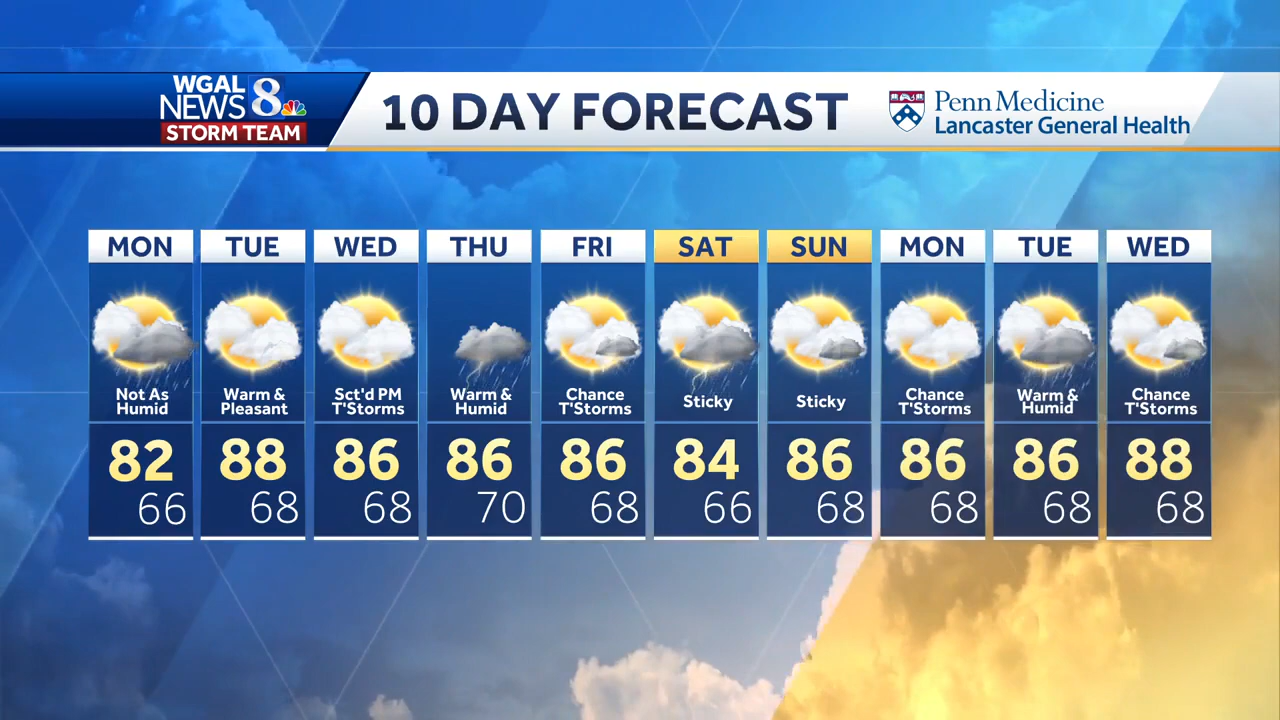 WGAL
NEWS 8
STORM TEAM
10 DAY FORECAST
Penn Medicine
Lancaster General Health
MON TUE WED THU FRI SAT SUN MON TUE WED
Not As Humid
Warm & Pleasant
Sct'd PM T'Storms
Warm & Humid
Chance T'Storms
Sticky
Sticky
Chance T'Storms
Warm & Humid
Chance T'Storms
82 88 86 86 86 84 86 86 86 88
66 68 68 70 68 66 68 68 68 68